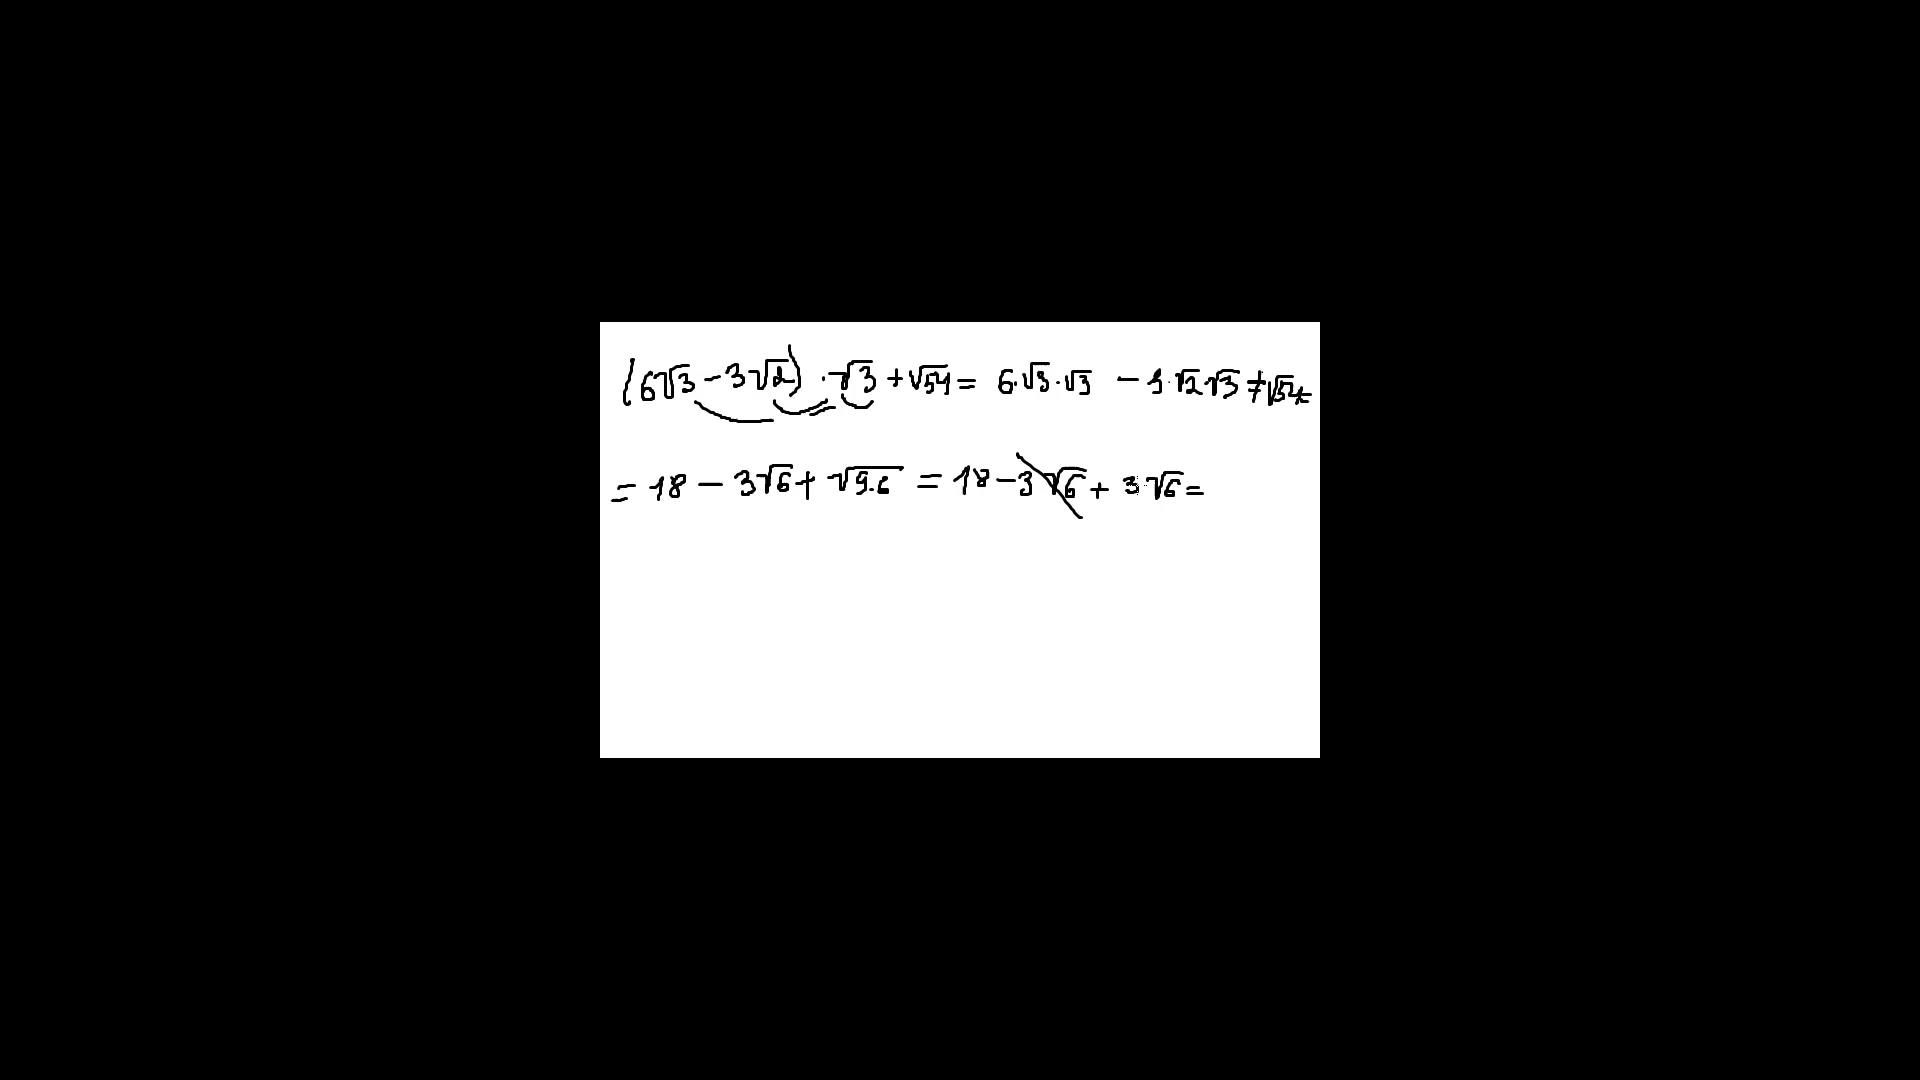 (6√3 - 3√2) · √3 + √54 = 6·√3·√3 - 3·√2√3 + √54 =
= 18 - 3√6 + √9·6 = 18 - 3√6 + 3√6 =